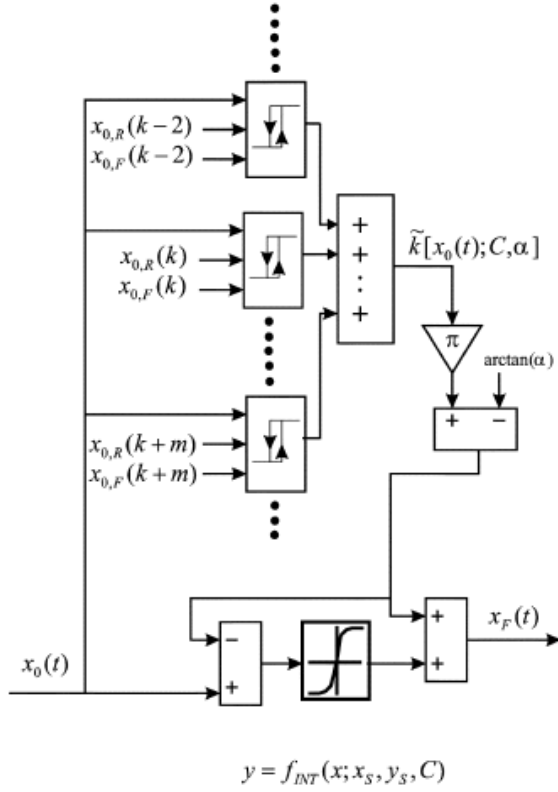 x_{0,R}(k−2)
x_{0,F}(k−2)
x_{0,R}(k)
x_{0,F}(k)
+
+
⋮
+
\tilde{k}[x_0(t);C,α]
π
arctan(α)
+ −
x_{0,R}(k+m)
x_{0,F}(k+m)
x_0(t)
−
+
+
+
x_F(t)
y = f_{INT}(x; x_S, y_S, C)